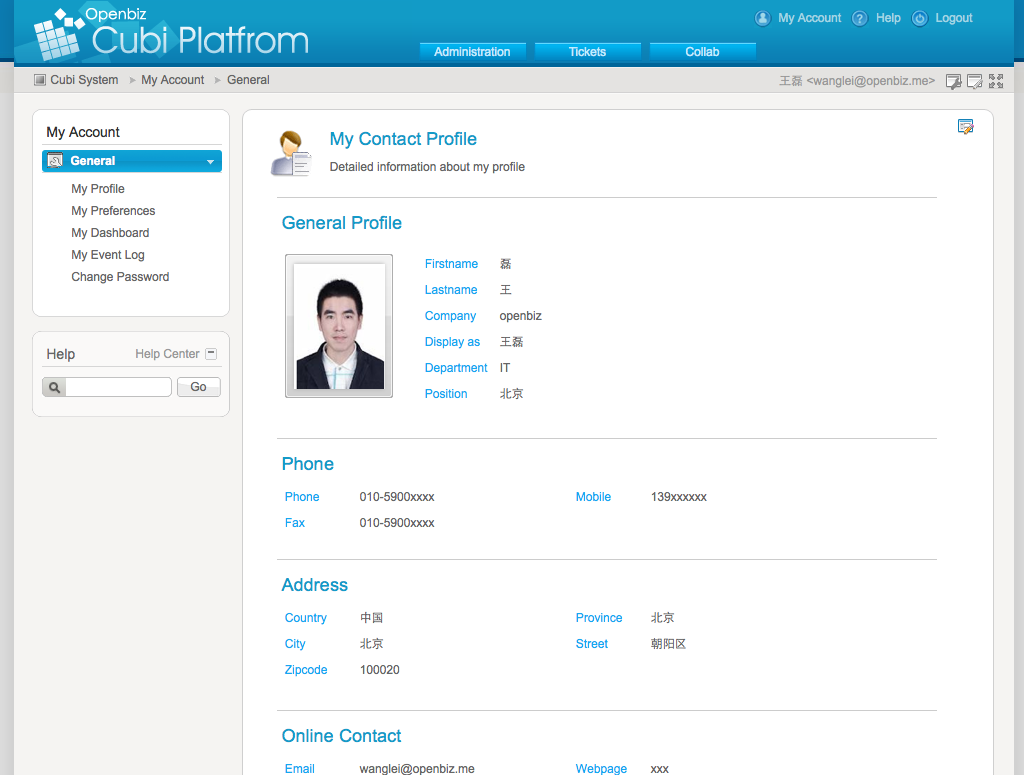 Openbiz
Cubi Platfrom
My Account Help Logout
Administration Tickets Collab
Cubi System My Account General
王磊 <wanglei@openbiz.me>
My Account
General
My Profile
My Preferences
My Dashboard
My Event Log
Change Password
Help Help Center
Go
My Contact Profile
Detailed information about my profile
General Profile
Firstname 磊
Lastname 王
Company openbiz
Display as 王磊
Department IT
Position 北京
Phone
Phone 010-5900xxxx Mobile 139xxxxxx
Fax 010-5900xxxx
Address
Country 中国 Province 北京
City 北京 Street 朝阳区
Zipcode 100020
Online Contact
Email wanglei@openbiz.me Webpage xxx